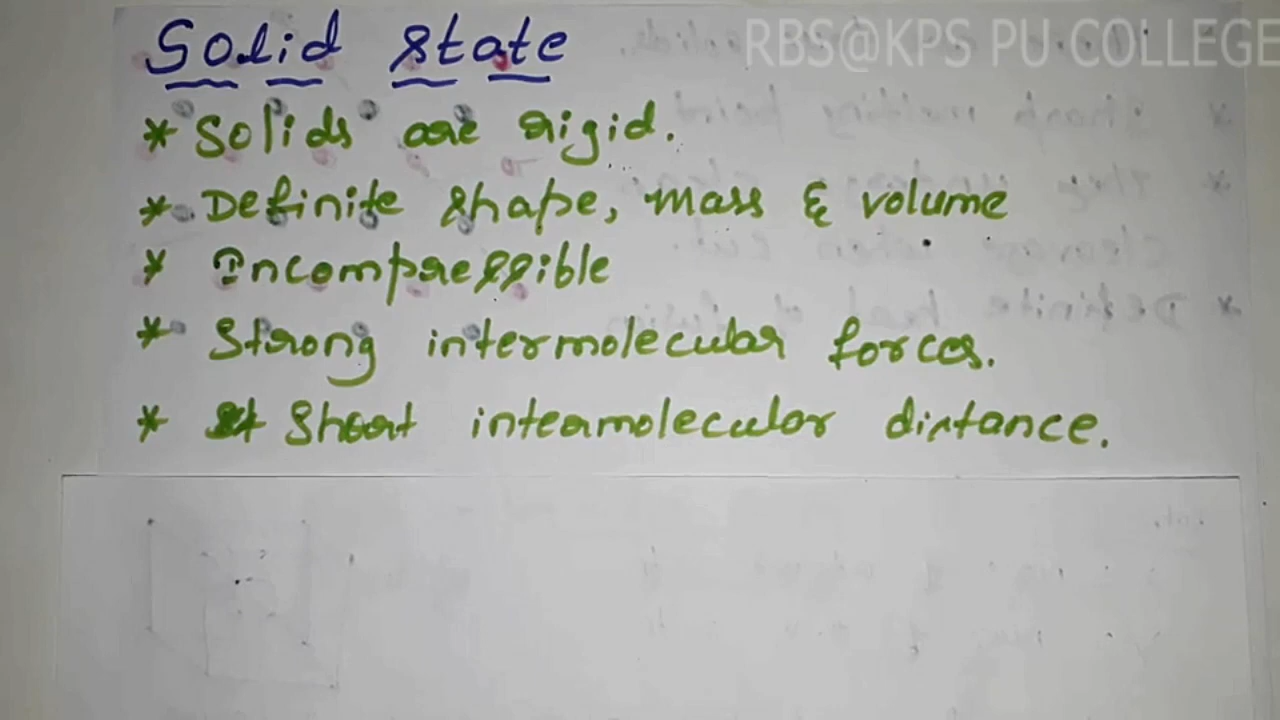 RBS@KPS PU COLLEGE
Solid state
* Solids are rigid.
* Definite shape, mass & volume
* Incompressible
* Strong intermolecular forces.
* Short intermolecular distance.